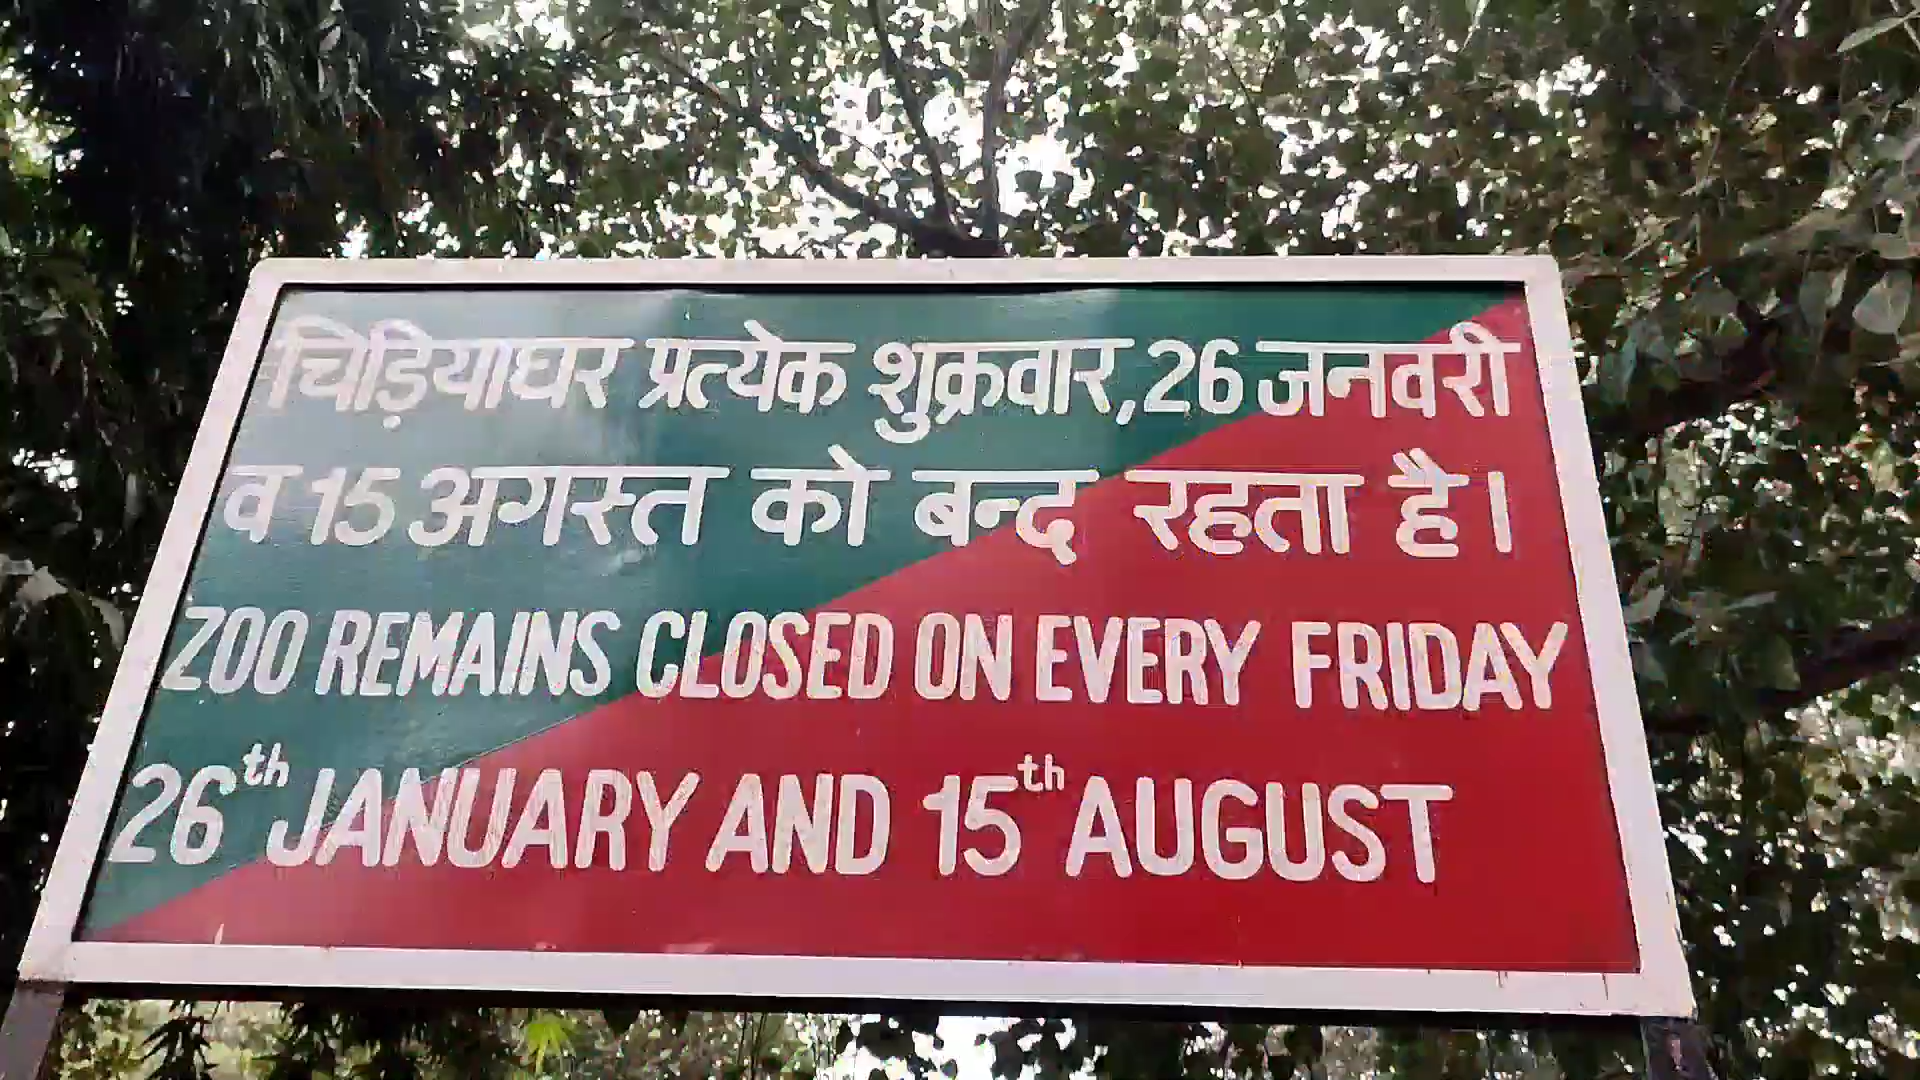 चिड़ियाघर प्रत्येक शुक्रवार, 26 जनवरी
व 15 अगस्त को बन्द रहता है।
ZOO REMAINS CLOSED ON EVERY FRIDAY
26th JANUARY AND 15th AUGUST